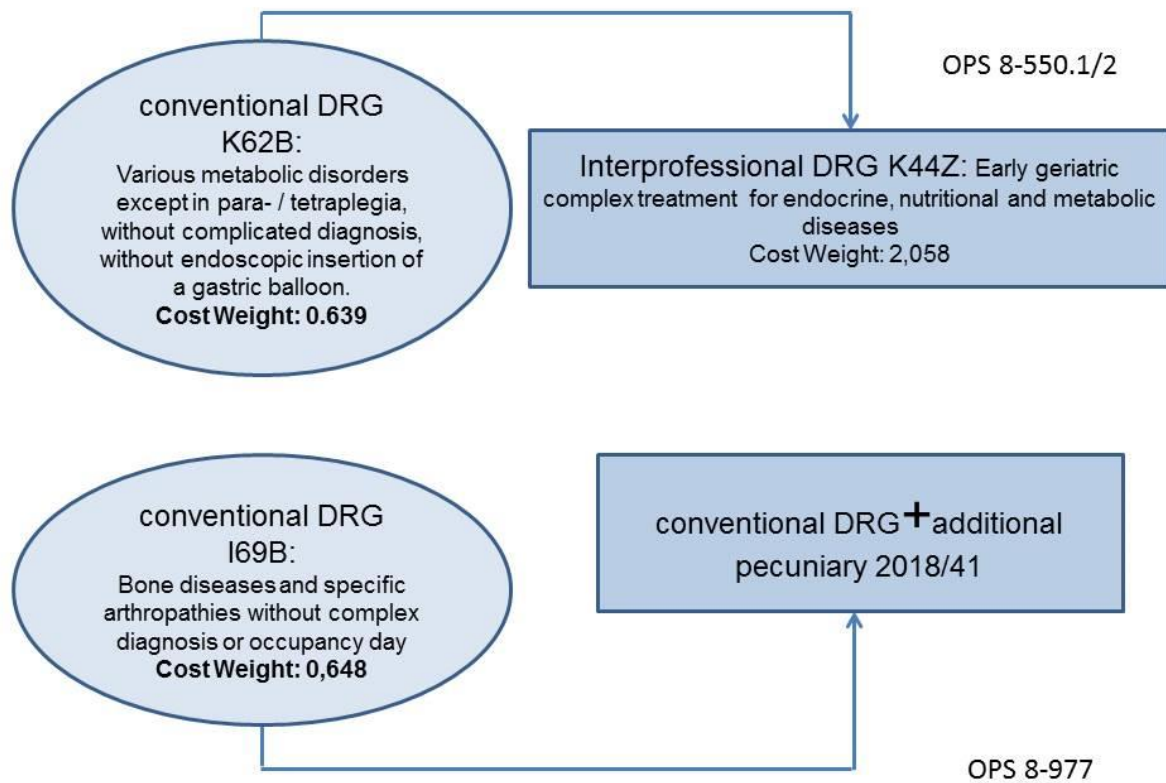 conventional DRG
K62B:
Various metabolic disorders
except in para- / tetraplegia,
without complicated diagnosis,
without endoscopic insertion of
a gastric balloon.
Cost Weight: 0.639
OPS 8-550.1/2
Interprofessional DRG K44Z: Early geriatric
complex treatment for endocrine, nutritional and metabolic
diseases
Cost Weight: 2,058
conventional DRG
I69B:
Bone diseases and specific
arthropathies without complex
diagnosis or occupancy day
Cost Weight: 0,648
conventional DRG + additional
pecuniary 2018/41
OPS 8-977